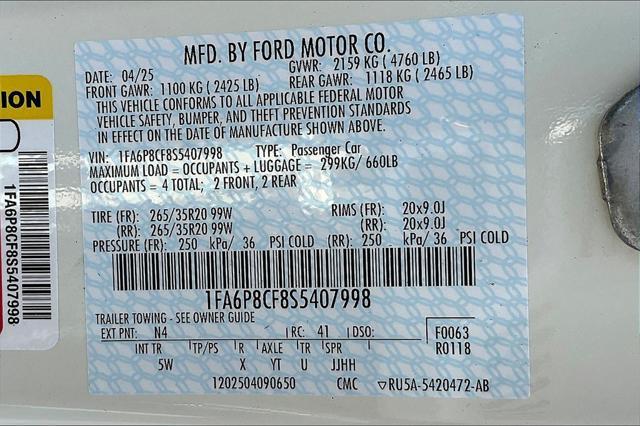 MFD. BY FORD MOTOR CO.
DATE: 04/25 GVWR: 2159 KG ( 4760 LB)
FRONT GAWR: 1100 KG ( 2425 LB) REAR GAWR: 1118 KG ( 2465 LB)
THIS VEHICLE CONFORMS TO ALL APPLICABLE FEDERAL MOTOR
VEHICLE SAFETY, BUMPER, AND THEFT PREVENTION STANDARDS
IN EFFECT ON THE DATE OF MANUFACTURE SHOWN ABOVE.
VIN: 1FA6P8CF8S5407998 TYPE: Passenger Car
MAXIMUM LOAD = OCCUPANTS + LUGGAGE = 299KG/ 660LB
OCCUPANTS = 4 TOTAL; 2 FRONT, 2 REAR
TIRE (FR): 265/35R20 99W RIMS (FR): 20x9.0J
(RR): 265/35R20 99W (RR): 20x9.0J
PRESSURE (FR): 250 kPa/ 36 PSI COLD (RR): 250 kPa/ 36 PSI COLD
1FA6P8CF8S5407998
TRAILER TOWING - SEE OWNER GUIDE
EXT PNT: N4 RC: 41 DSO: F0063
R0118
INT TR TP/PS R AXLE TR SPR
5W X YT U JJHH
1202504090650 CMC RU5A-5420472-AB
ION
1FA6P8CF8S5407998